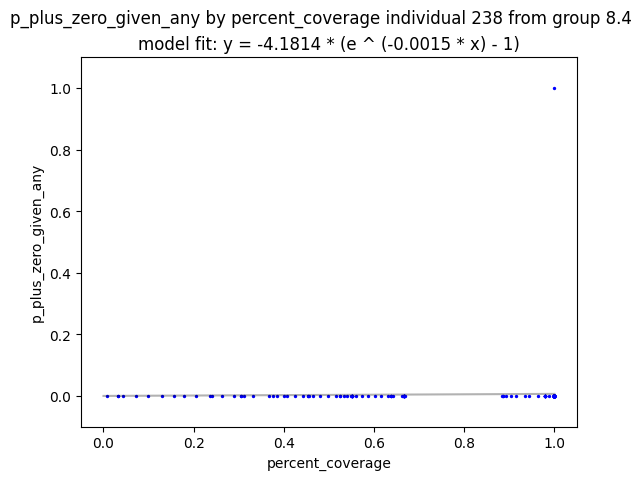 p_plus_zero_given_any by percent_coverage individual 238 from group 8.4
model fit: y = -4.1814 * (e ^ (-0.0015 * x) - 1)
p_plus_zero_given_any
1.0
0.8
0.6
0.4
0.2
0.0
0.0 0.2 0.4 0.6 0.8 1.0
percent_coverage